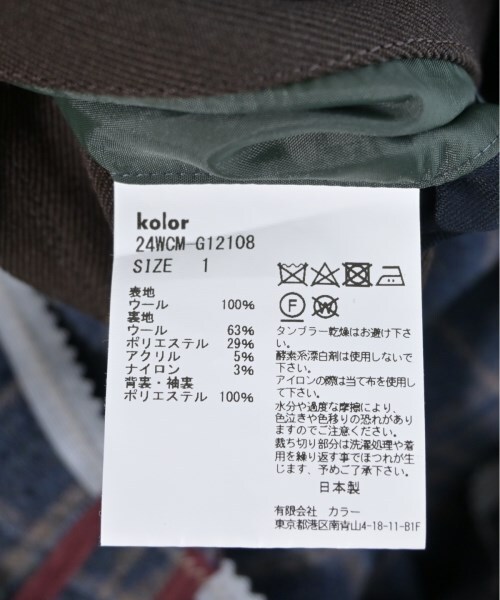 kolor
24WCM-G12108
SIZE 1
表地
ウール 100%
裏地
ウール 63%
ポリエステル 29%
アクリル 5%
ナイロン 3%
背裏・袖裏
ポリエステル 100%
F W
タンブラー乾燥はお避け下さ
い。
酵素系漂白剤は使用しないで
下さい。
アイロンの際は当て布を使用し
て下さい。
水分や過度な摩擦により、
色泣きや色移りの恐れがあり
ますのでご注意ください。
裁ち切り部分は洗濯処理や着
用を繰り返す事でほつれが生
じます、予めご了承下さい。
日本製
有限会社 カラー
東京都港区南青山4-18-11-B1F